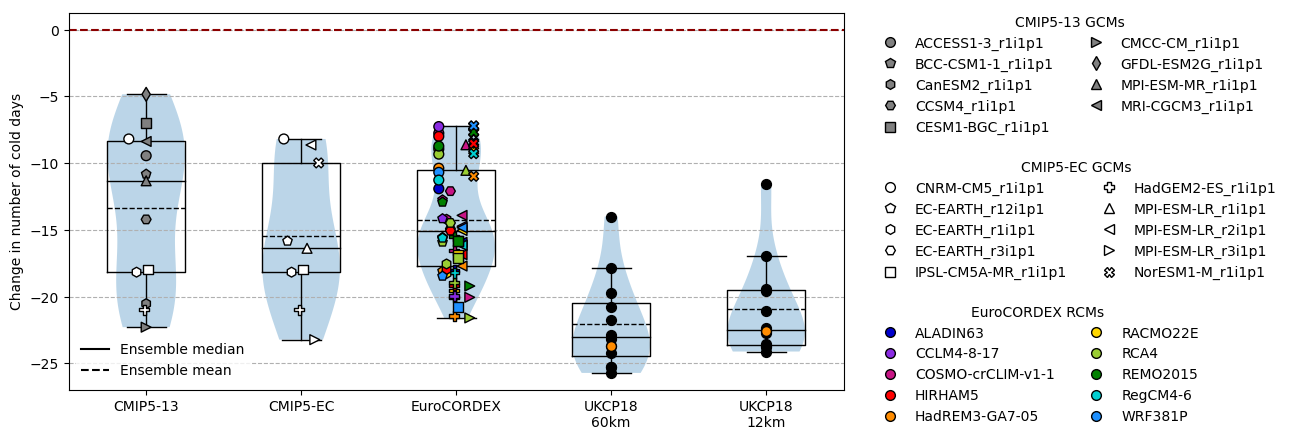 Change in number of cold days
0
−5
−10
−15
−20
−25
Ensemble median
Ensemble mean
CMIP5-13
CMIP5-EC
EuroCORDEX
UKCP18
60km
UKCP18
12km
CMIP5-13 GCMs
ACCESS1-3_r1i1p1
BCC-CSM1-1_r1i1p1
CanESM2_r1i1p1
CCSM4_r1i1p1
CESM1-BGC_r1i1p1
CMCC-CM_r1i1p1
GFDL-ESM2G_r1i1p1
MPI-ESM-MR_r1i1p1
MRI-CGCM3_r1i1p1
CMIP5-EC GCMs
CNRM-CM5_r1i1p1
EC-EARTH_r12i1p1
EC-EARTH_r1i1p1
EC-EARTH_r3i1p1
IPSL-CM5A-MR_r1i1p1
HadGEM2-ES_r1i1p1
MPI-ESM-LR_r1i1p1
MPI-ESM-LR_r2i1p1
MPI-ESM-LR_r3i1p1
NorESM1-M_r1i1p1
EuroCORDEX RCMs
ALADIN63
CCLM4-8-17
COSMO-crCLIM-v1-1
HIRHAM5
HadREM3-GA7-05
RACMO22E
RCA4
REMO2015
RegCM4-6
WRF381P